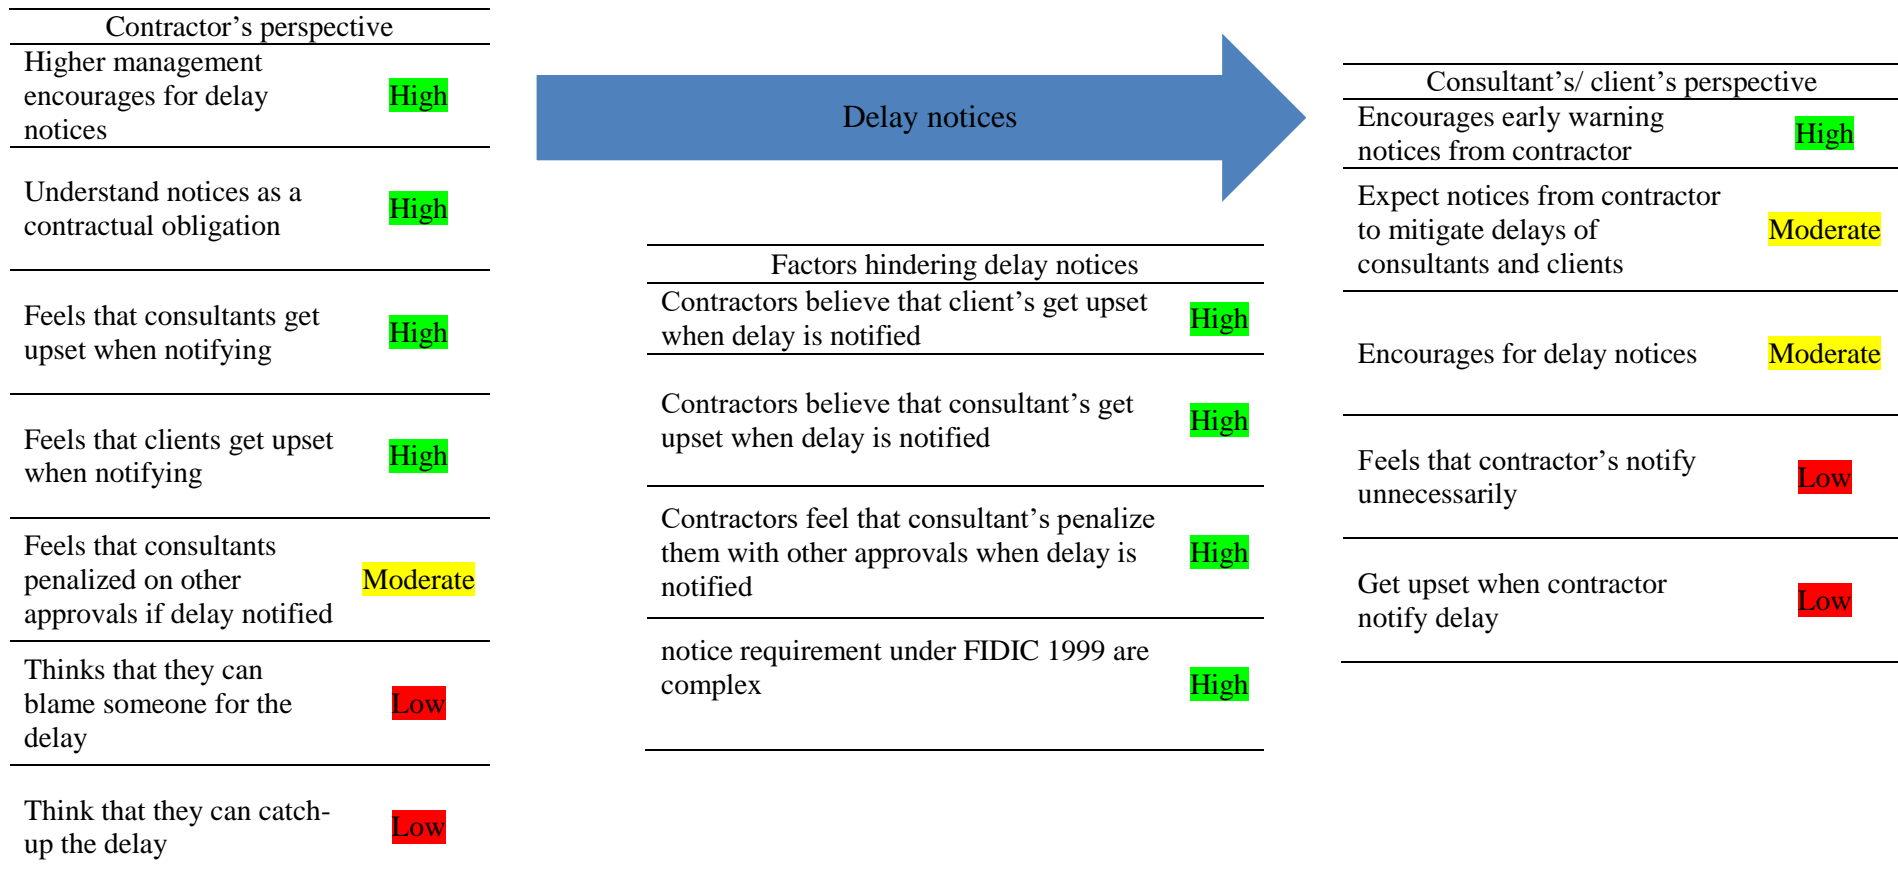 Contractor’s perspective
Higher management
encourages for delay
notices
High
Understand notices as a
contractual obligation
High
Feels that consultants get
upset when notifying
High
Feels that clients get upset
when notifying
High
Feels that consultants
penalized on other
approvals if delay notified
Moderate
Thinks that they can
blame someone for the
delay
Low
Think that they can catch-
up the delay
Low
Delay notices
Factors hindering delay notices
Contractors believe that client’s get upset
when delay is notified
High
Contractors believe that consultant’s get
upset when delay is notified
High
Contractors feel that consultant’s penalize
them with other approvals when delay is
notified
High
notice requirement under FIDIC 1999 are
complex
High
Consultant’s/ client’s perspective
Encourages early warning
notices from contractor
High
Expect notices from contractor
to mitigate delays of
consultants and clients
Moderate
Encourages for delay notices
Moderate
Feels that contractor’s notify
unnecessarily
Low
Get upset when contractor
notify delay
Low